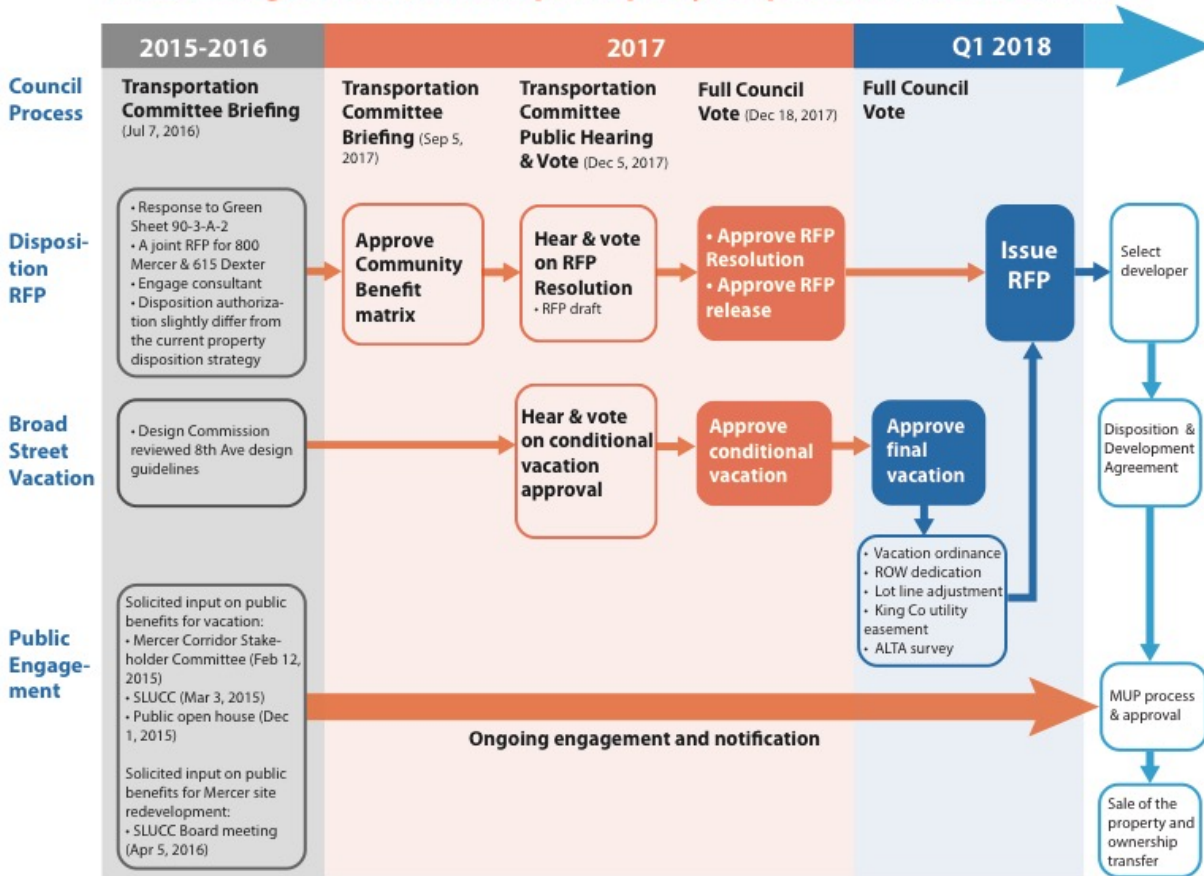 2015-2016
2017
Q1 2018
Council
Process
Transportation
Committee Briefing
(Jul 7, 2016)
Transportation
Committee
Briefing (Sep 5,
2017)
Transportation
Committee
Public Hearing
& Vote (Dec 5, 2017)
Full Council
Vote (Dec 18, 2017)
Full Council
Vote
Disposi-
tion
RFP
• Response to Green
Sheet 90-3-A-2
• A joint RFP for 800
Mercer & 615 Dexter
• Engage consultant
• Disposition authoriza-
tion slightly differ from
the current property
disposition strategy
Approve
Community
Benefit
matrix
Hear & vote
on RFP
Resolution
• RFP draft
• Approve RFP
Resolution
• Approve RFP
release
Issue
RFP
Select
developer
Broad
Street
Vacation
• Design Commission
reviewed 8th Ave design
guidelines
Hear & vote
on conditional
vacation
approval
Approve
conditional
vacation
Approve
final
vacation
Disposition &
Development
Agreement
• Vacation ordinance
• ROW dedication
• Lot line adjustment
• King Co utility
easement
• ALTA survey
Public
Engage-
ment
Solicited input on public
benefits for vacation:
• Mercer Corridor Stake-
holder Committee (Feb 12,
2015)
• SLUCC (Mar 3, 2015)
• Public open house (Dec
1, 2015)
Solicited input on public
benefits for Mercer site
redevelopment:
• SLUCC Board meeting
(Apr 5, 2016)
Ongoing engagement and notification
MUP process
& approval
Sale of the
property and
ownership
transfer